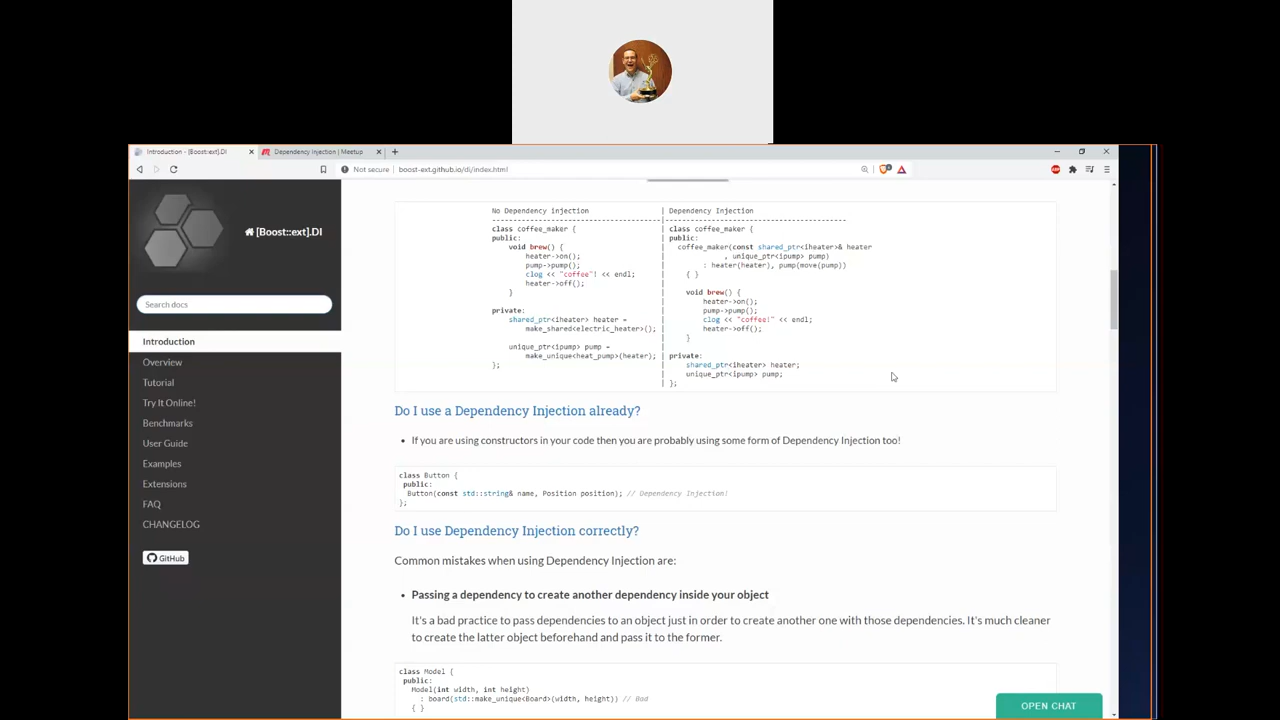 Introduction - [Boost::ext].DI
Dependency Injection | Meetup
Not secure
boost-ext.github.io/di/index.html
[Boost::ext].DI
Search docs
Introduction
Overview
Tutorial
Try It Online!
Benchmarks
User Guide
Examples
Extensions
FAQ
CHANGELOG
GitHub
No Dependency injection | Dependency Injection
----------------------------------------|------------------------------------------
class coffee_maker { | class coffee_maker {
public: | public:
void brew() { | coffee_maker(const shared_ptr<iheater>& heater
heater->on(); | , unique_ptr<ipump> pump)
pump->pump(); | : heater(heater), pump(move(pump))
clog << "coffee"! << endl; | { }
heater->off(); |
} | void brew() {
| heater->on();
private: | pump->pump();
shared_ptr<iheater> heater = | clog << "coffee!" << endl;
make_shared<electric_heater>(); | heater->off();
| }
unique_ptr<ipump> pump = |
make_unique<heat_pump>(heater); | private:
}; | shared_ptr<iheater> heater;
| unique_ptr<ipump> pump;
| };
Do I use a Dependency Injection already?
• If you are using constructors in your code then you are probably using some form of Dependency Injection too!
class Button {
public:
Button(const std::string& name, Position position); // Dependency Injection!
};
Do I use Dependency Injection correctly?
Common mistakes when using Dependency Injection are:
• Passing a dependency to create another dependency inside your object
It's a bad practice to pass dependencies to an object just in order to create another one with those dependencies. It's much cleaner
to create the latter object beforehand and pass it to the former.
class Model {
public:
Model(int width, int height)
: board(std::make_unique<Board>(width, height)) // Bad
{ }
OPEN CHAT